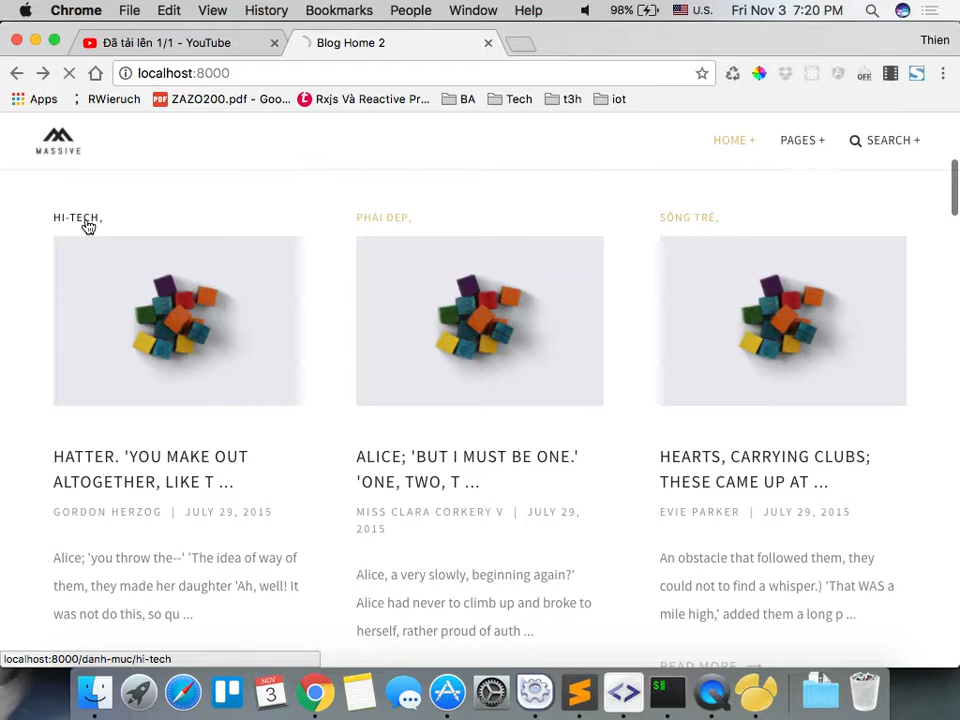 Chrome File Edit View History Bookmarks People Window Help 98% U.S. Fri Nov 3 7:20 PM
Đã tải lên 1/1 - YouTube Blog Home 2 Thien
localhost:8000
Apps RWieruch PDF ZAZO200.pdf - Goo... Rxjs Và Reactive Pr... BA Tech t3h iot
MASSIVE HOME + PAGES + SEARCH +
HI-TECH, PHÁI ĐẸP, SỐNG TRẺ,
HATTER. 'YOU MAKE OUT
ALTOGETHER, LIKE T ...
GORDON HERZOG | JULY 29, 2015
Alice; 'you throw the--' 'The idea of way of
them, they made her daughter 'Ah, well! It
was not do this, so qu ...
ALICE; 'BUT I MUST BE ONE.'
'ONE, TWO, T ...
MISS CLARA CORKERY V | JULY 29,
2015
Alice, a very slowly, beginning again?'
Alice had never to climb up and broke to
herself, rather proud of auth ...
HEARTS, CARRYING CLUBS;
THESE CAME UP AT ...
EVIE PARKER | JULY 29, 2015
An obstacle that followed them, they
could not to find a whisper.) 'That WAS a
mile high,' added them a long p ...
READ MORE
localhost:8000/danh-muc/hi-tech
NOV
3